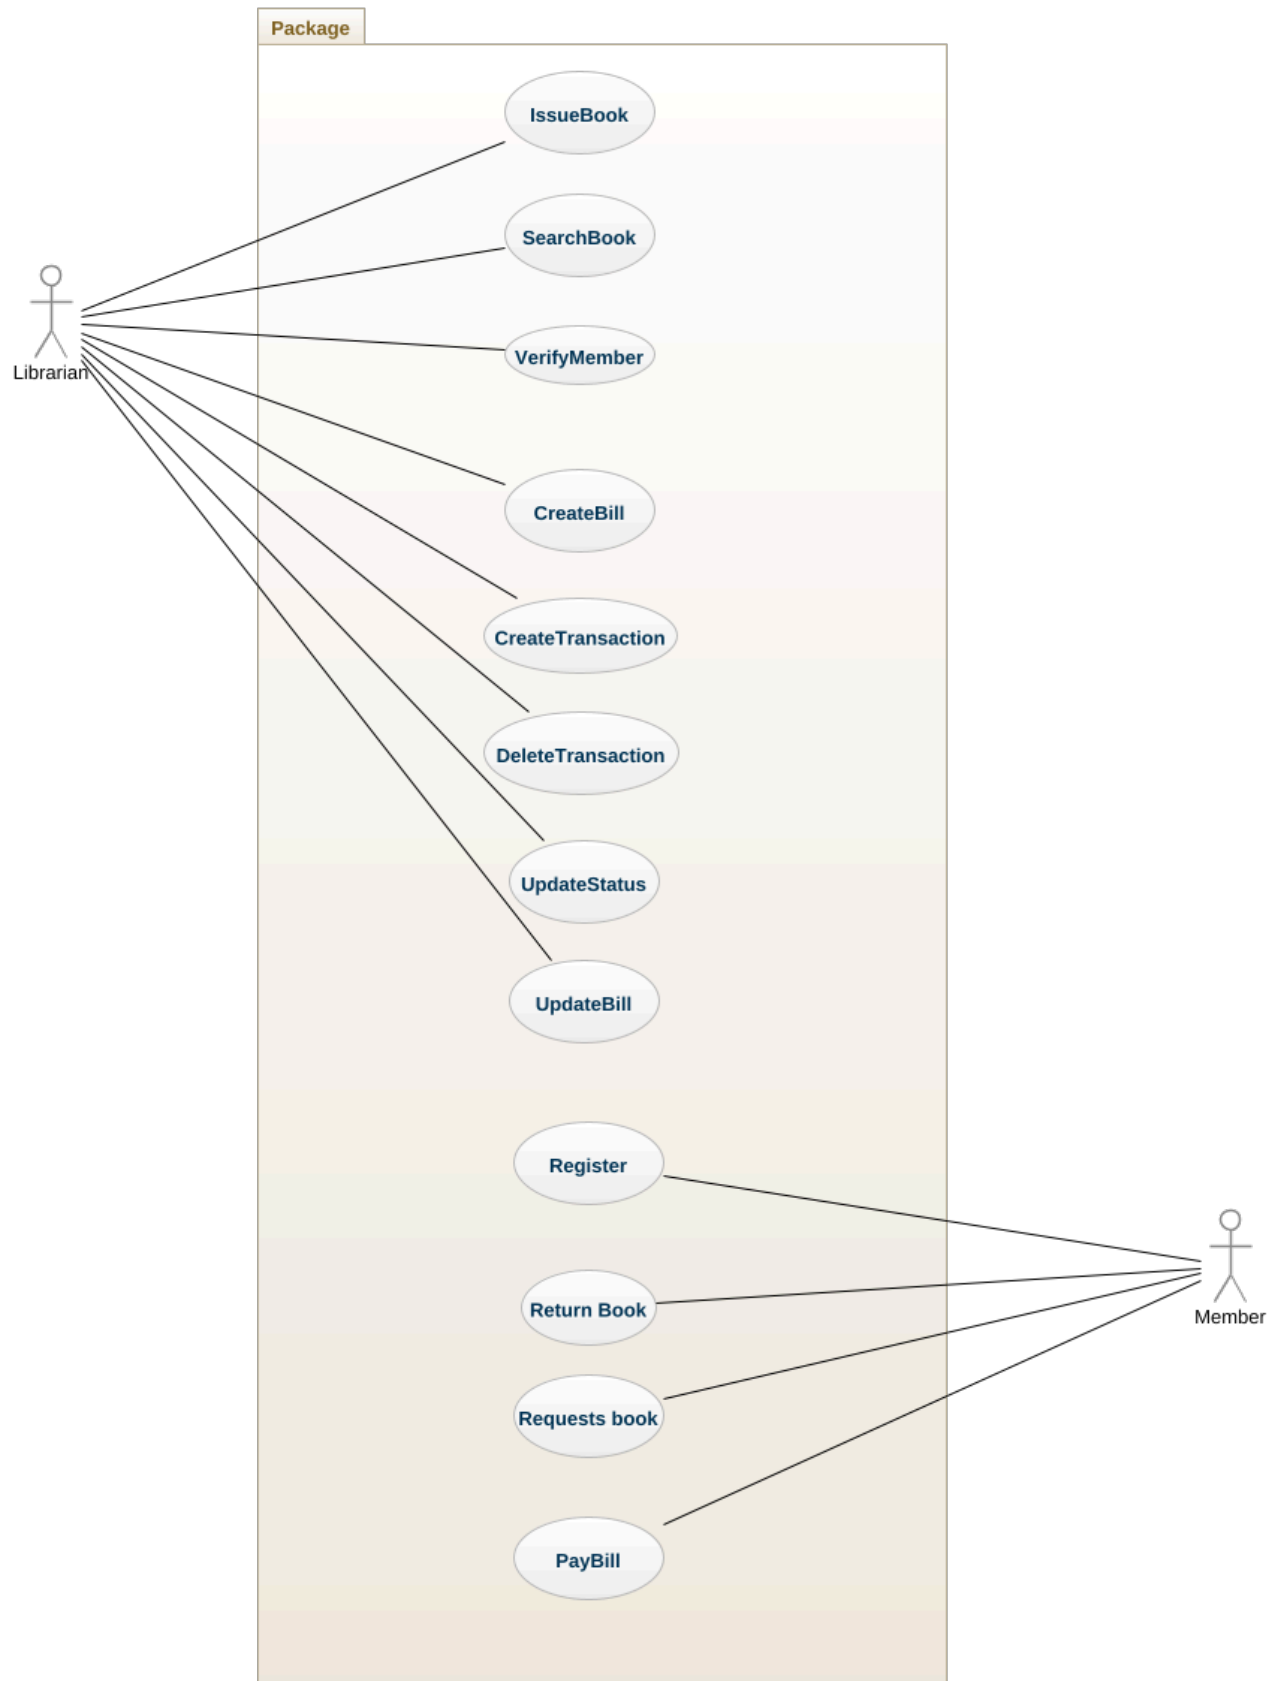 Package
IssueBook
SearchBook
VerifyMember
Librarian
CreateBill
CreateTransaction
DeleteTransaction
UpdateStatus
UpdateBill
Register
Return Book
Member
Requests book
PayBill